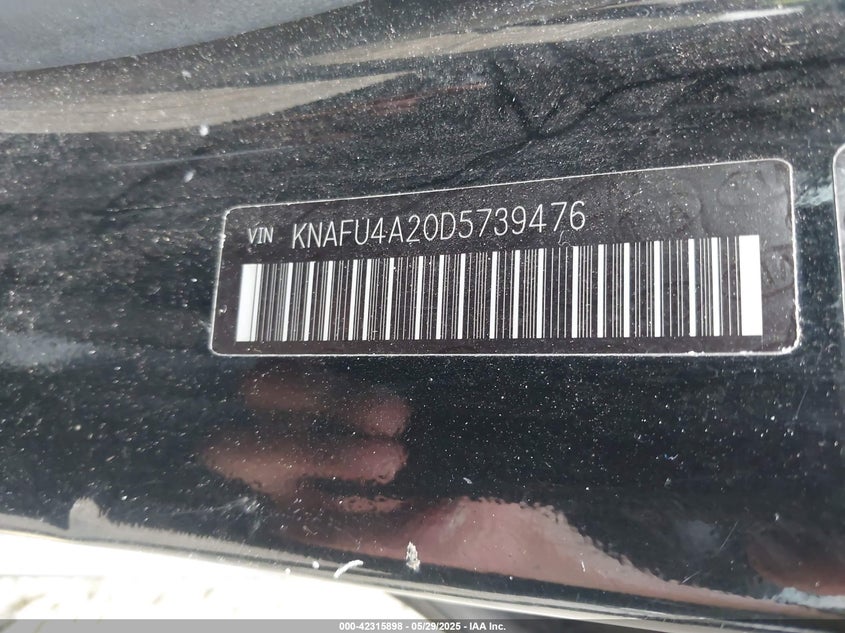 VIN KNAFU4A20D5739476
000-42315898 - 05/29/2025 - IAA Inc.